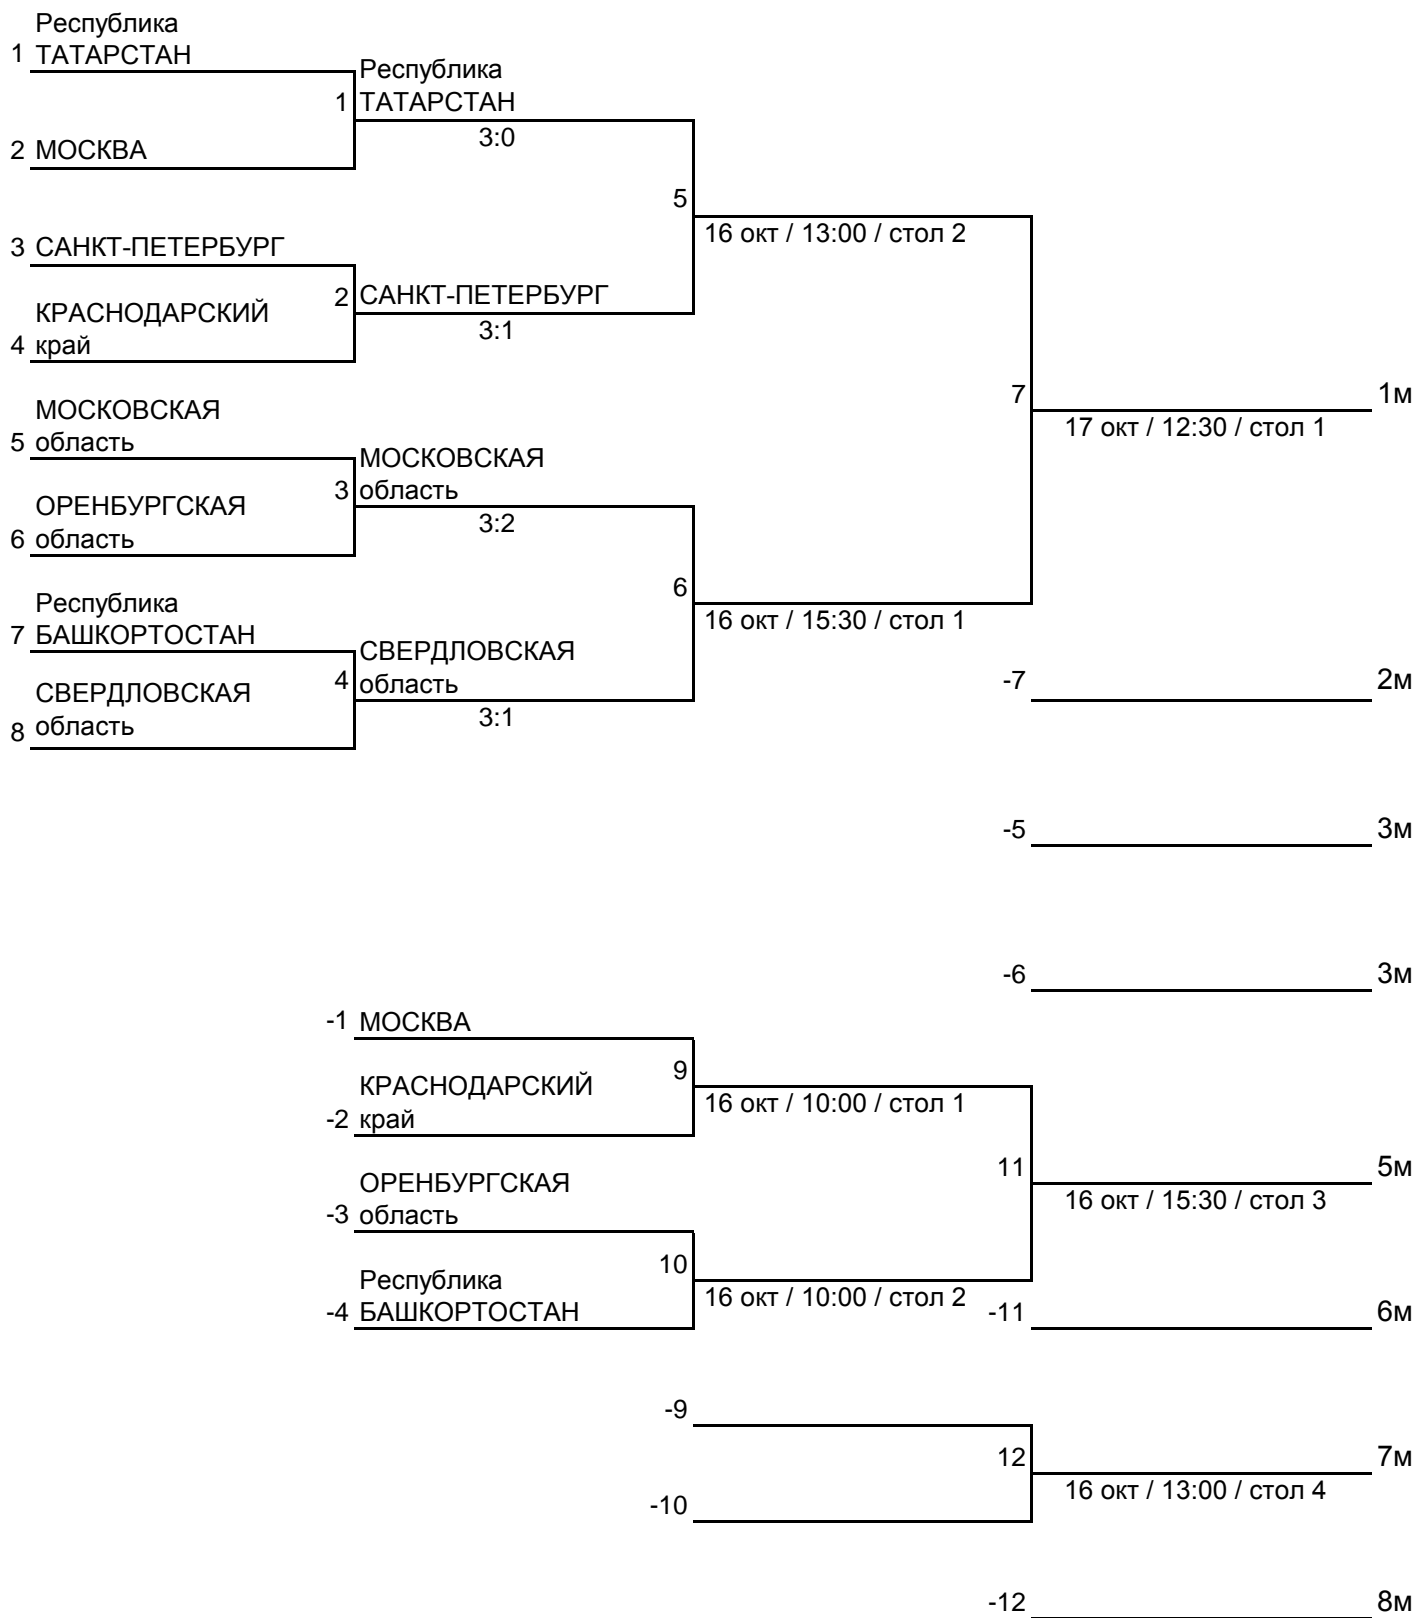 Республика
1 ТАТАРСТАН
Республика
1 ТАТАРСТАН
3:0
2 МОСКВА
5
16 окт / 13:00 / стол 2
3 САНКТ-ПЕТЕРБУРГ
2 САНКТ-ПЕТЕРБУРГ
3:1
КРАСНОДАРСКИЙ
4 край
7
1м
17 окт / 12:30 / стол 1
МОСКОВСКАЯ
5 область
МОСКОВСКАЯ
3 область
3:2
ОРЕНБУРГСКАЯ
6 область
6
16 окт / 15:30 / стол 1
Республика
7 БАШКОРТОСТАН
СВЕРДЛОВСКАЯ
4 область
3:1
СВЕРДЛОВСКАЯ
8 область
-7
2м
-5
3м
-6
3м
-1 МОСКВА
9
16 окт / 10:00 / стол 1
КРАСНОДАРСКИЙ
-2 край
11
5м
16 окт / 15:30 / стол 3
ОРЕНБУРГСКАЯ
-3 область
10
16 окт / 10:00 / стол 2
Республика
-4 БАШКОРТОСТАН
-11
6м
-9
12
7м
16 окт / 13:00 / стол 4
-10
-12
8м